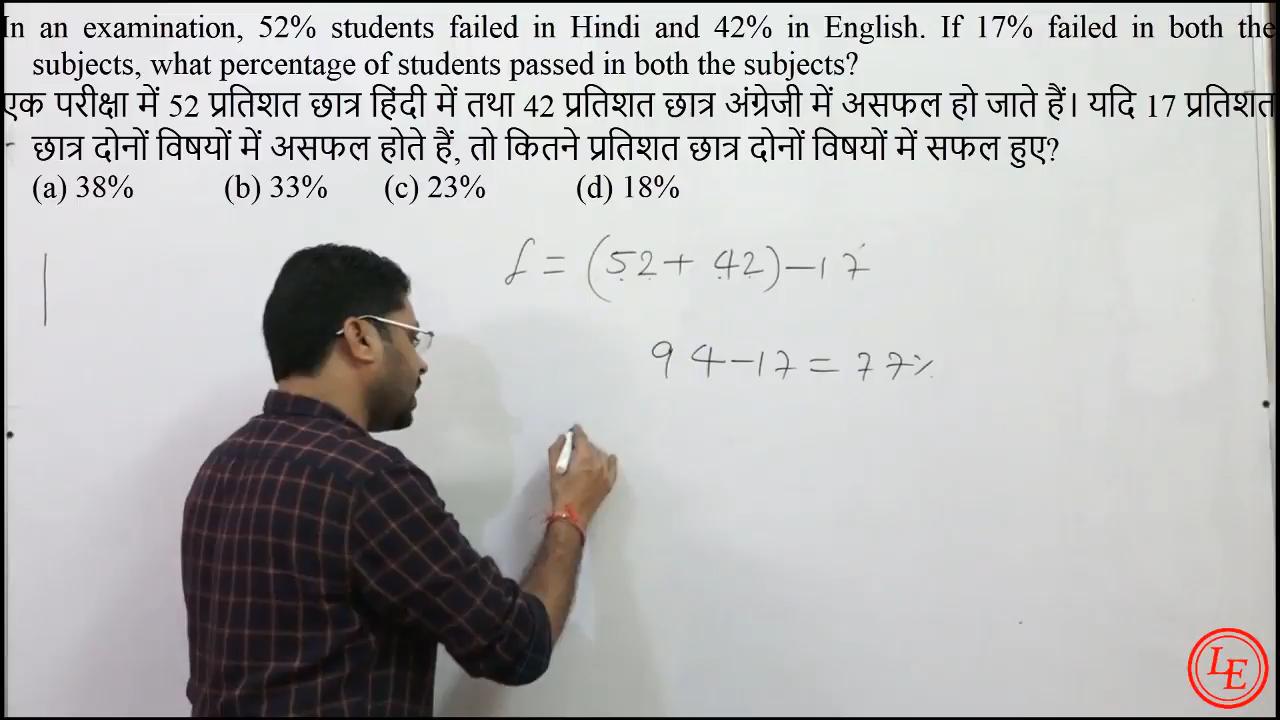 In an examination, 52% students failed in Hindi and 42% in English. If 17% failed in both the
subjects, what percentage of students passed in both the subjects?
एक परीक्षा में 52 प्रतिशत छात्र हिंदी में तथा 42 प्रतिशत छात्र अंग्रेजी में असफल हो जाते हैं। यदि 17 प्रतिशत
छात्र दोनों विषयों में असफल होते हैं, तो कितने प्रतिशत छात्र दोनों विषयों में सफल हुए?
(a) 38% (b) 33% (c) 23% (d) 18%
f = (52+ 42)-17
94-17 = 77%
LE